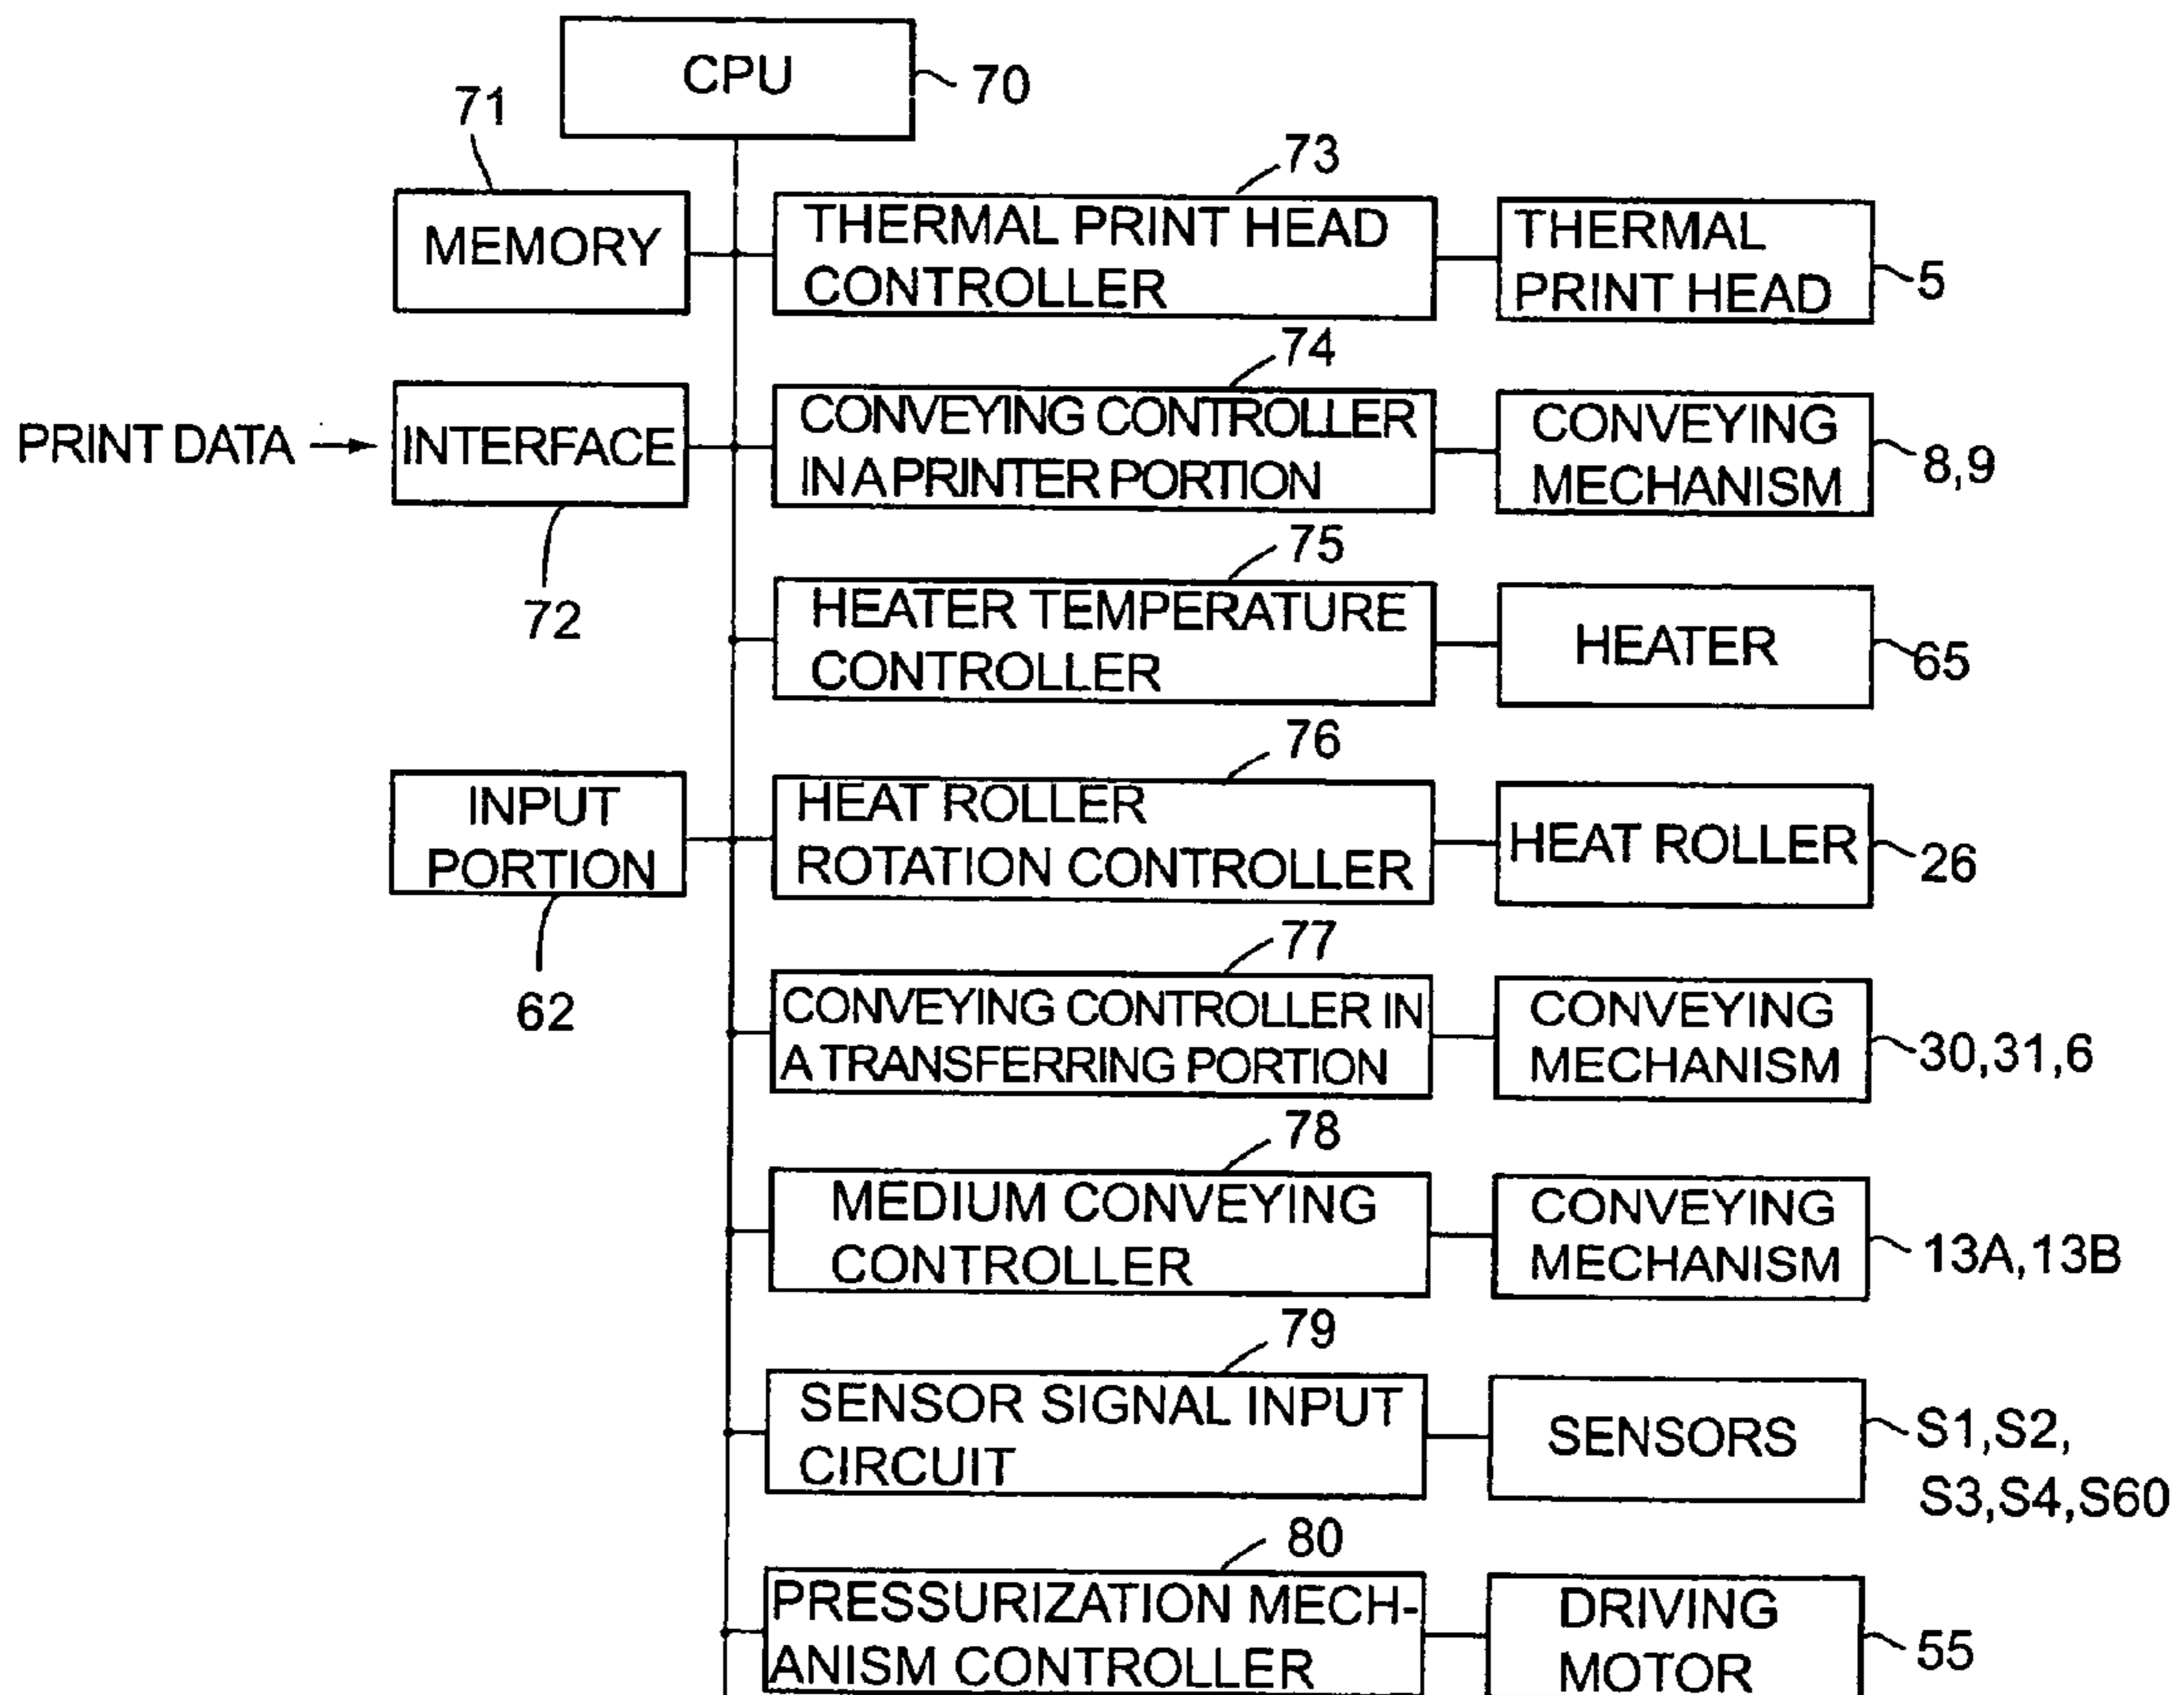 CPU
70
71
73
MEMORY
THERMAL PRINT HEAD
CONTROLLER
THERMAL
PRINT HEAD
5
74
PRINT DATA
INTERFACE
CONVEYING CONTROLLER
IN A PRINTER PORTION
CONVEYING
MECHANISM
8,9
72
75
HEATER TEMPERATURE
CONTROLLER
HEATER
65
76
INPUT
PORTION
HEAT ROLLER
ROTATION CONTROLLER
HEAT ROLLER
26
62
77
CONVEYING CONTROLLER IN
A TRANSFERRING PORTION
CONVEYING
MECHANISM
30,31,6
78
MEDIUM CONVEYING
CONTROLLER
CONVEYING
MECHANISM
13A,13B
79
SENSOR SIGNAL INPUT
CIRCUIT
SENSORS
S1,S2,
S3,S4,S60
80
PRESSURIZATION MECH-
ANISM CONTROLLER
DRIVING
MOTOR
55